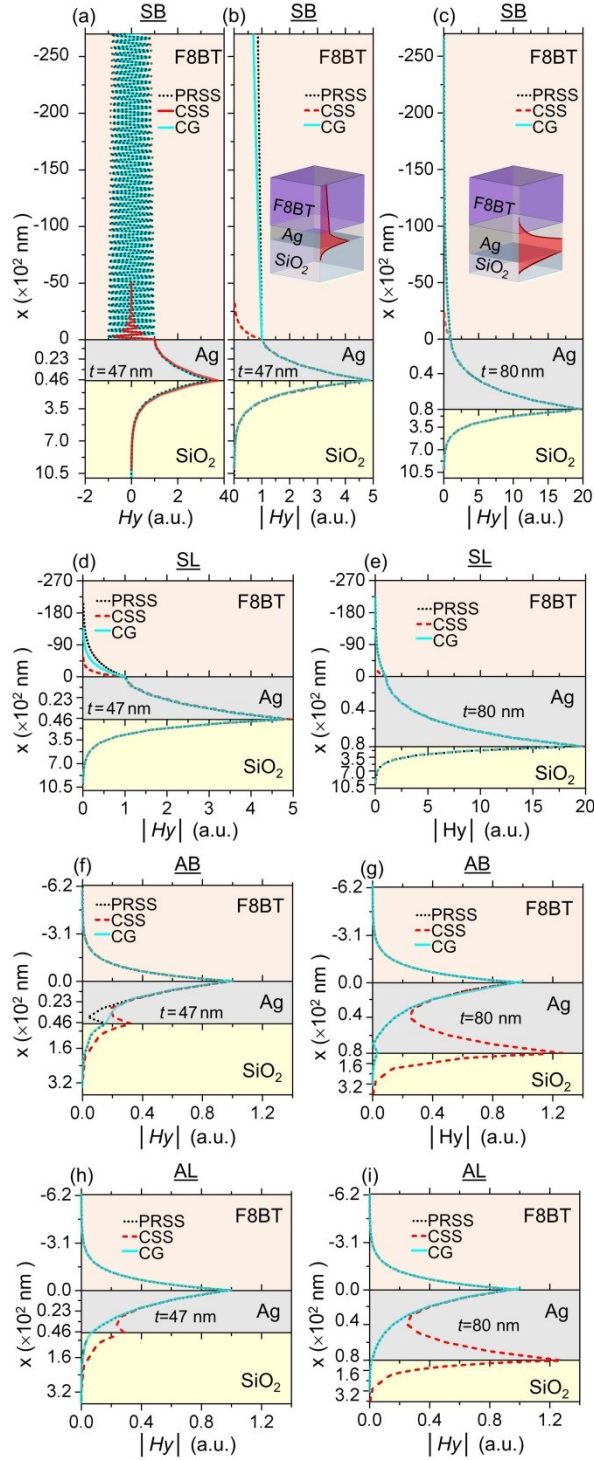 (a) SB
F8BT
PRSS
CSS
CG
x (×10² nm)
-250
-200
-150
-100
-50
0
0.23
0.46
3.5
7.0
10.5
Ag
t = 47 nm
SiO₂
-2 0 2 4
Hy (a.u.)
(b) SB
F8BT
PRSS
CSS
CG
F8BT
Ag
SiO₂
Ag
t = 47 nm
SiO₂
0 1 2 3 4 5
|Hy| (a.u.)
(c) SB
F8BT
PRSS
CSS
CG
F8BT
Ag
SiO₂
x (×10² nm)
-250
-200
-150
-100
-50
0
0.4
0.8
3.5
7.0
10.5
Ag
t = 80 nm
SiO₂
0 5 10 15 20
|Hy| (a.u.)
(d) SL
F8BT
PRSS
CSS
CG
x (×10² nm)
-270
-180
-90
0
0.23
0.46
3.5
7.0
10.5
Ag
t = 47 nm
SiO₂
0 1 2 3 4 5
|Hy| (a.u.)
(e) SL
F8BT
PRSS
CSS
CG
x (×10² nm)
-270
-180
-90
0
0.4
0.8
3.5
7.0
10.5
Ag
t=80 nm
SiO₂
0 5 10 15 20
|Hy| (a.u.)
(f) AB
F8BT
PRSS
CSS
CG
x (×10² nm)
-6.2
-3.1
0.0
0.23
0.46
1.6
3.2
Ag
t = 47 nm
SiO₂
0.0 0.4 0.8 1.2
|Hy| (a.u.)
(g) AB
F8BT
PRSS
CSS
CG
x (×10² nm)
-6.2
-3.1
0.0
0.4
0.8
1.6
3.2
Ag
t=80 nm
SiO₂
0.0 0.4 0.8 1.2
|Hy| (a.u.)
(h) AL
F8BT
PRSS
CSS
CG
x (×10² nm)
-6.2
-3.1
0.0
0.23
0.46
1.6
3.2
Ag
t=47 nm
SiO₂
0.0 0.4 0.8 1.2
|Hy| (a.u.)
(i) AL
F8BT
PRSS
CSS
CG
x (×10² nm)
-6.2
-3.1
0.0
0.4
0.8
1.6
3.2
Ag
t=80 nm
SiO₂
0.0 0.4 0.8 1.2
|Hy| (a.u.)